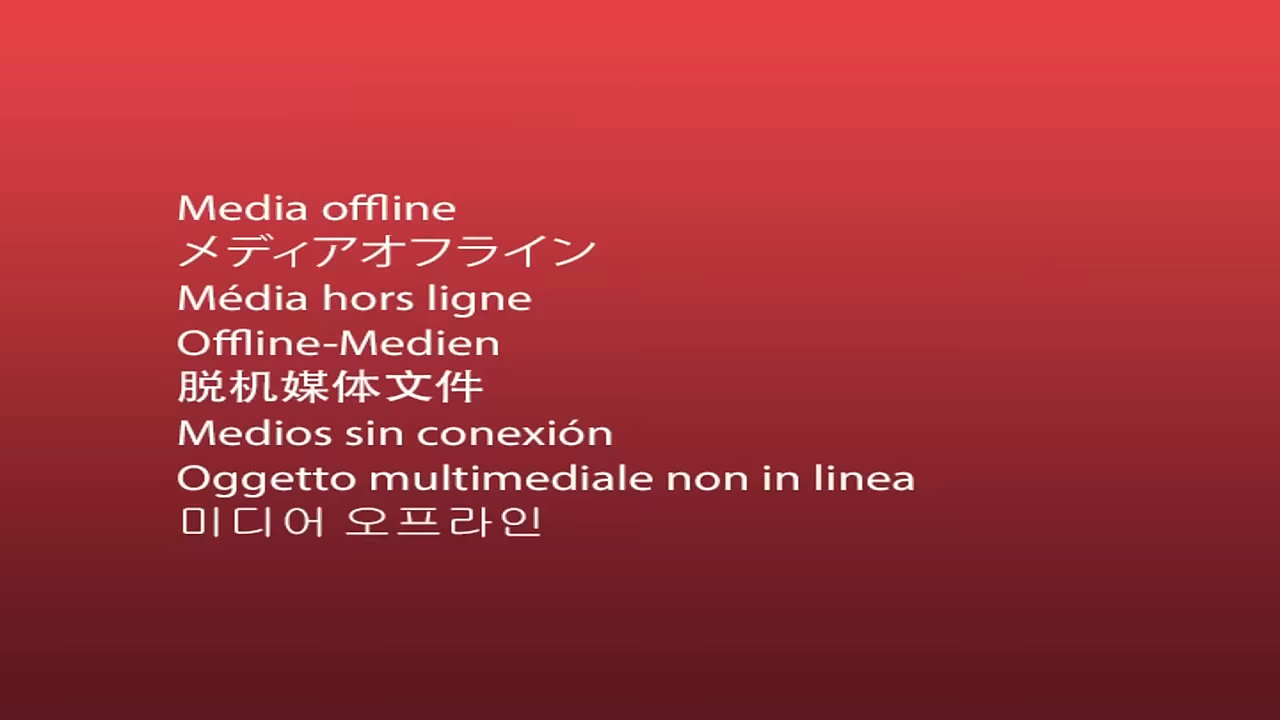 Media offline
メディアオフライン
Média hors ligne
Offline-Medien
脱机媒体文件
Medios sin conexión
Oggetto multimediale non in linea
미디어 오프라인